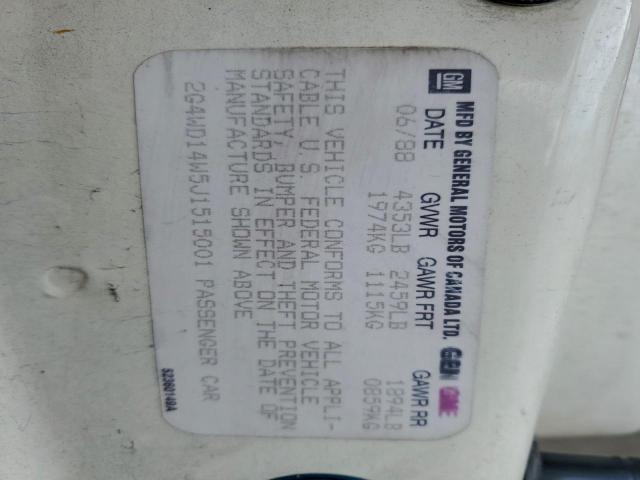 GM MFD BY GENERAL MOTORS OF CANADA LTD.
DATE GVWR GAWR FRT GAWR RR
06/88 4353LB 2459LB 1894LB
1974KG 1115KG 0859KG
THIS VEHICLE CONFORMS TO ALL APPLI-
CABLE U.S. FEDERAL MOTOR VEHICLE
SAFETY, BUMPER AND THEFT PREVENTION
STANDARDS IN EFFECT ON THE DATE OF
MANUFACTURE SHOWN ABOVE
2G4WD14W5J1515001 PASSENGER CAR